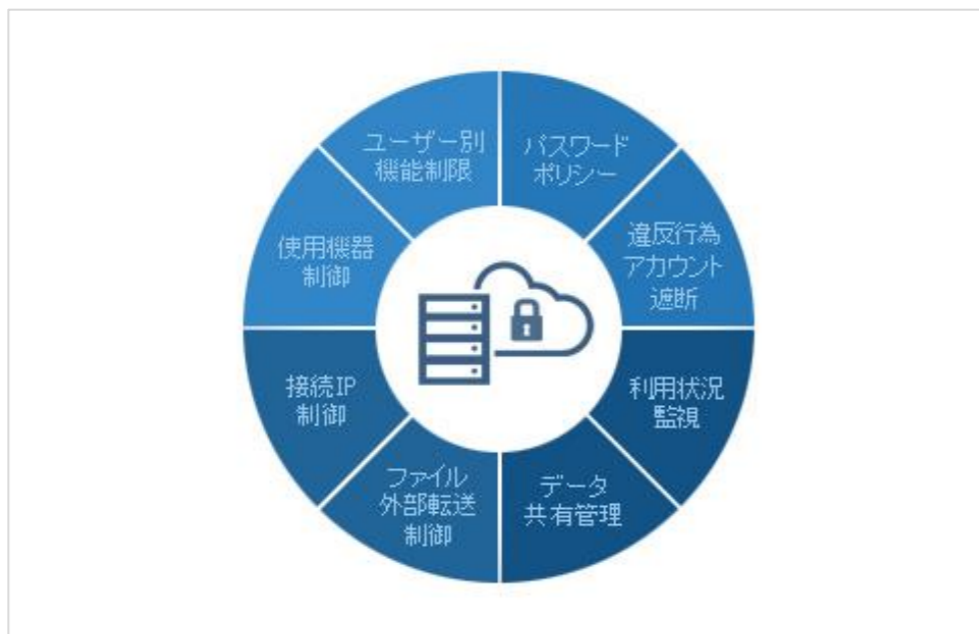 ユーザー別
機能制限
パスワード
ポリシー
違反行為
アカウント
遮断
利用状況
監視
データ
共有管理
ファイル
外部転送
制御
接続IP
制御
使用機器
制御